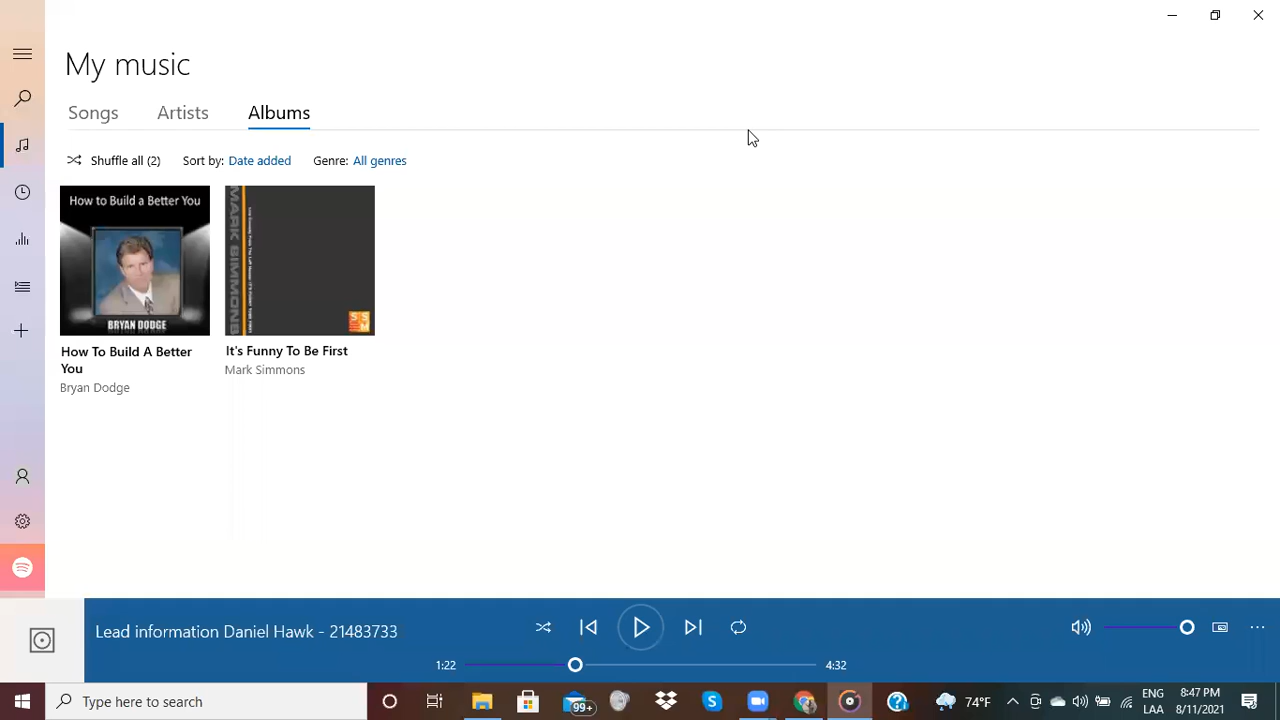 My music
Songs Artists Albums
Shuffle all (2) Sort by: Date added Genre: All genres
How to Build a Better You
BRYAN DODGE
MARK SIMMONS
S S
M
How To Build A Better
You
Bryan Dodge
It's Funny To Be First
Mark Simmons
Lead information Daniel Hawk - 21483733
1:22
4:32
Type here to search
99+
74°F
ENG
LAA
8:47 PM
8/11/2021